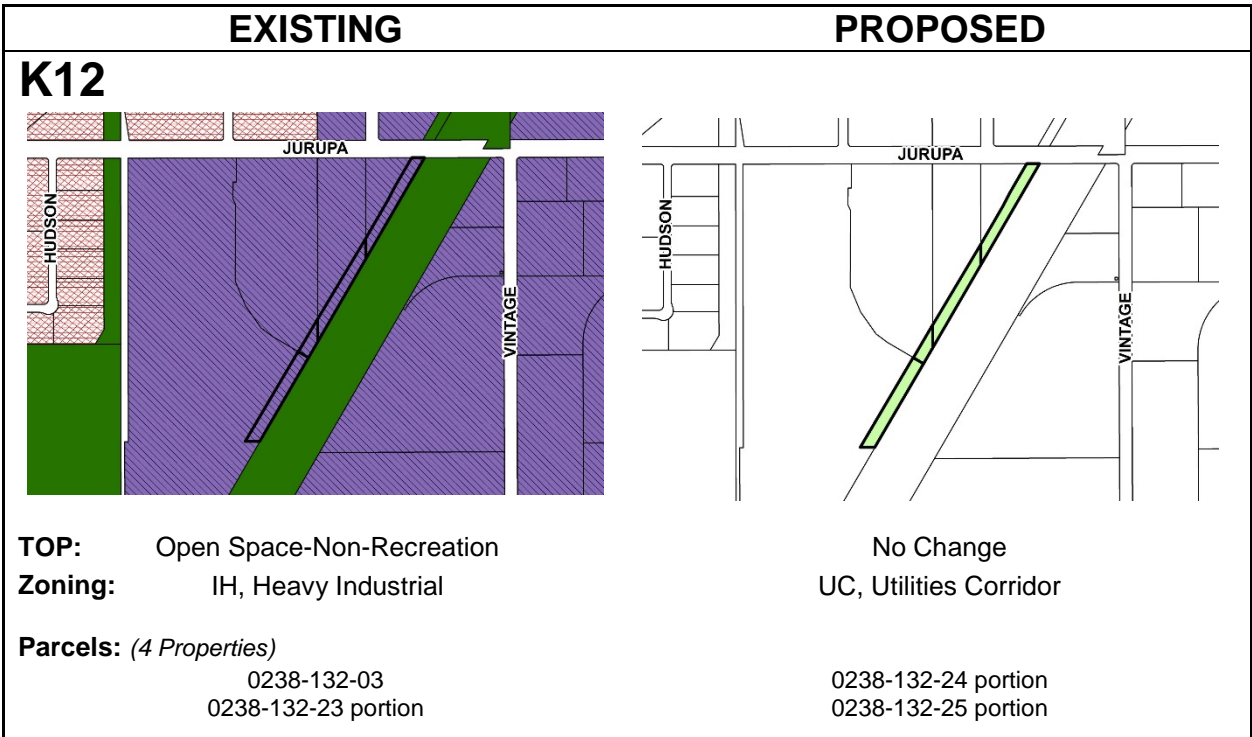 EXISTING PROPOSED
K12
JURUPA
HUDSON
VINTAGE
JURUPA
HUDSON
VINTAGE
TOP: Open Space-Non-Recreation No Change
Zoning: IH, Heavy Industrial UC, Utilities Corridor
Parcels: (4 Properties)
0238-132-03 0238-132-24 portion
0238-132-23 portion 0238-132-25 portion